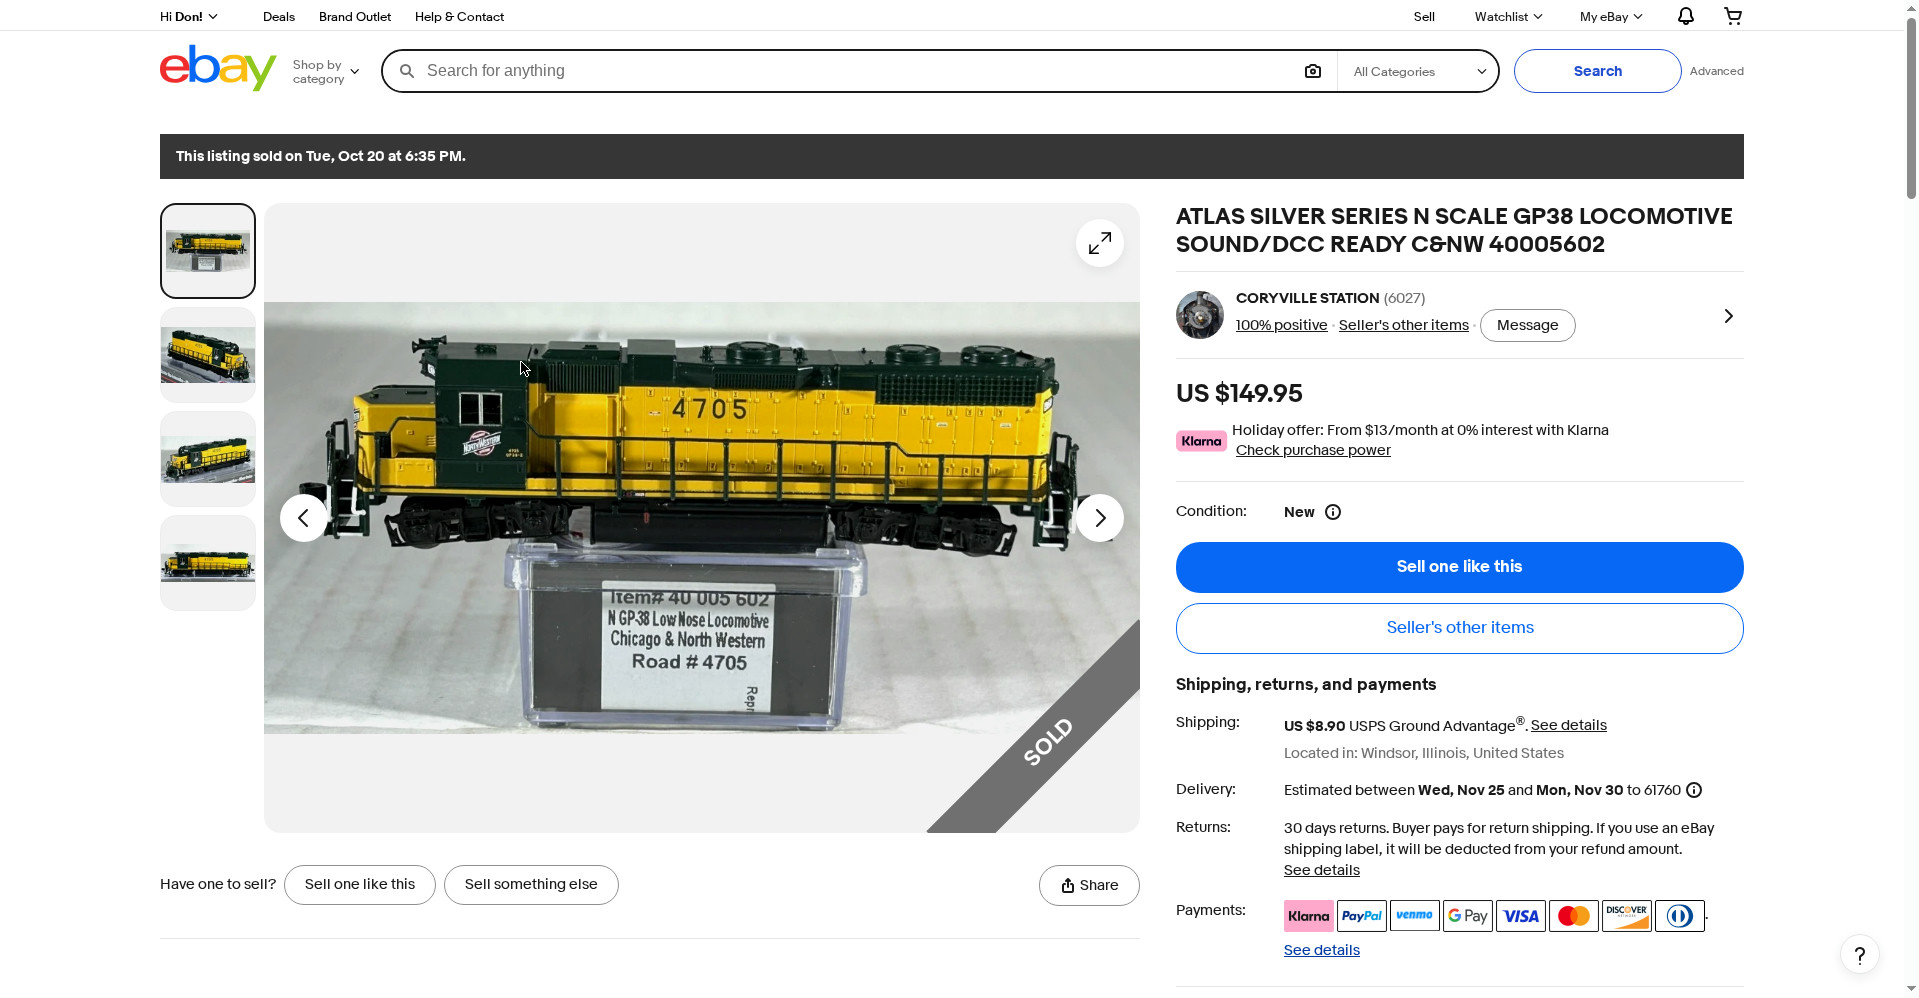 Hi Don!
Deals
Brand Outlet
Help & Contact
Sell
Watchlist
My eBay
ebay
Shop by
category
Search for anything
All Categories
Search
Advanced
This listing sold on Tue, Oct 20 at 6:35 PM.
4705
NORTH WESTERN
Item# 40 005 602
N GP-38 Low Nose Locomotive
Chicago & North Western
Road # 4705
Repr
SOLD
Have one to sell?
Sell one like this
Sell something else
Share
ATLAS SILVER SERIES N SCALE GP38 LOCOMOTIVE
SOUND/DCC READY C&NW 40005602
CORYVILLE STATION (6027)
100% positive · Seller's other items · Message
US $149.95
Klarna Holiday offer: From $13/month at 0% interest with Klarna
Check purchase power
Condition: New
Sell one like this
Seller's other items
Shipping, returns, and payments
Shipping: US $8.90 USPS Ground Advantage®. See details
Located in: Windsor, Illinois, United States
Delivery: Estimated between Wed, Nov 25 and Mon, Nov 30 to 61760
Returns: 30 days returns. Buyer pays for return shipping. If you use an eBay
shipping label, it will be deducted from your refund amount.
See details
Payments: Klarna PayPal venmo G Pay VISA DISCOVER .
See details
?